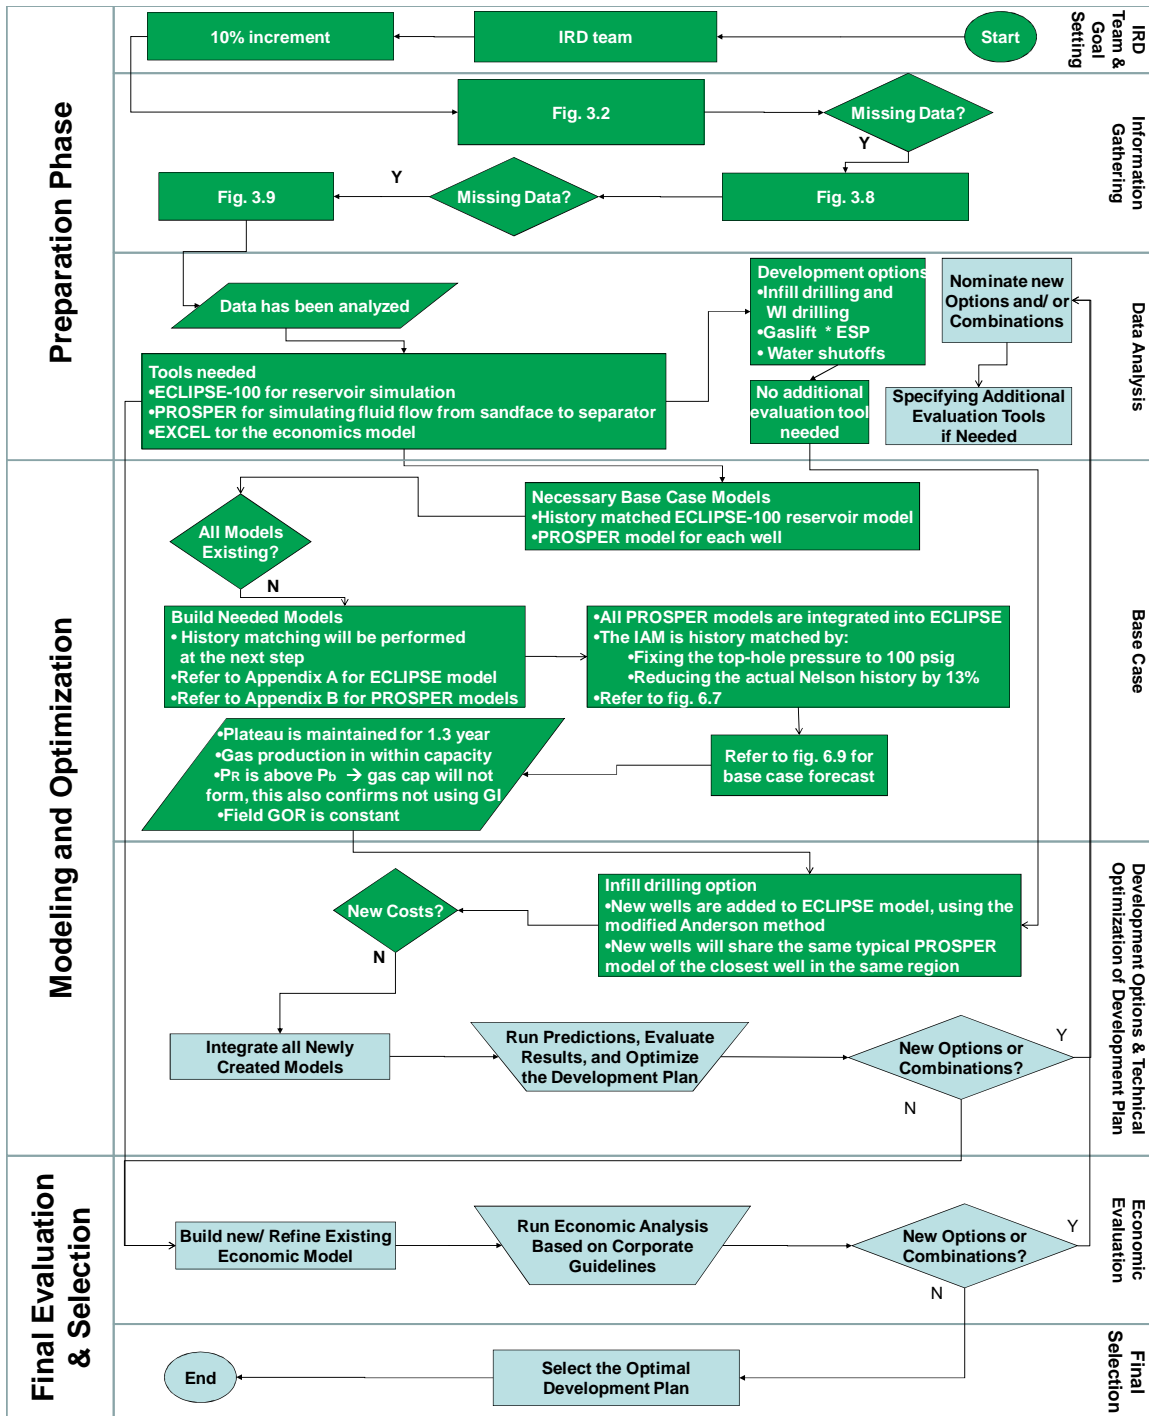 Preparation Phase
IRD
Team &
Goal
Setting
10% increment
IRD team
Start
Information
Gathering
Fig. 3.2
Missing Data?
Y
Fig. 3.9
Y
Missing Data?
Fig. 3.8
Data Analysis
Data has been analyzed
Development options
•Infill drilling and
WI drilling
•Gaslift * ESP
• Water shutoffs
Nominate new
Options and/ or
Combinations
Tools needed
•ECLIPSE-100 for reservoir simulation
•PROSPER for simulating fluid flow from sandface to separator
•EXCEL tor the economics model
No additional
evaluation tool
needed
Specifying Additional
Evaluation Tools
if Needed
Modeling and Optimization
Base Case
Necessary Base Case Models
•History matched ECLIPSE-100 reservoir model
•PROSPER model for each well
All Models
Existing?
N
Build Needed Models
• History matching will be performed
at the next step
•Refer to Appendix A for ECLIPSE model
•Refer to Appendix B for PROSPER models
•All PROSPER models are integrated into ECLIPSE
•The IAM is history matched by:
•Fixing the top-hole pressure to 100 psig
•Reducing the actual Nelson history by 13%
•Refer to fig. 6.7
•Plateau is maintained for 1.3 year
•Gas production in within capacity
•PR is above Pb → gas cap will not
form, this also confirms not using GI
•Field GOR is constant
Refer to fig. 6.9 for
base case forecast
Development Options & Technical
Optimization of Development Plan
New Costs?
N
Infill drilling option
•New wells are added to ECLIPSE model, using the
modified Anderson method
•New wells will share the same typical PROSPER
model of the closest well in the same region
Integrate all Newly
Created Models
Run Predictions, Evaluate
Results, and Optimize
the Development Plan
New Options or
Combinations?
Y
N
Final Evaluation
& Selection
Economic
Evaluation
Build new/ Refine Existing
Economic Model
Run Economic Analysis
Based on Corporate
Guidelines
New Options or
Combinations?
Y
N
Final
Selection
End
Select the Optimal
Development Plan